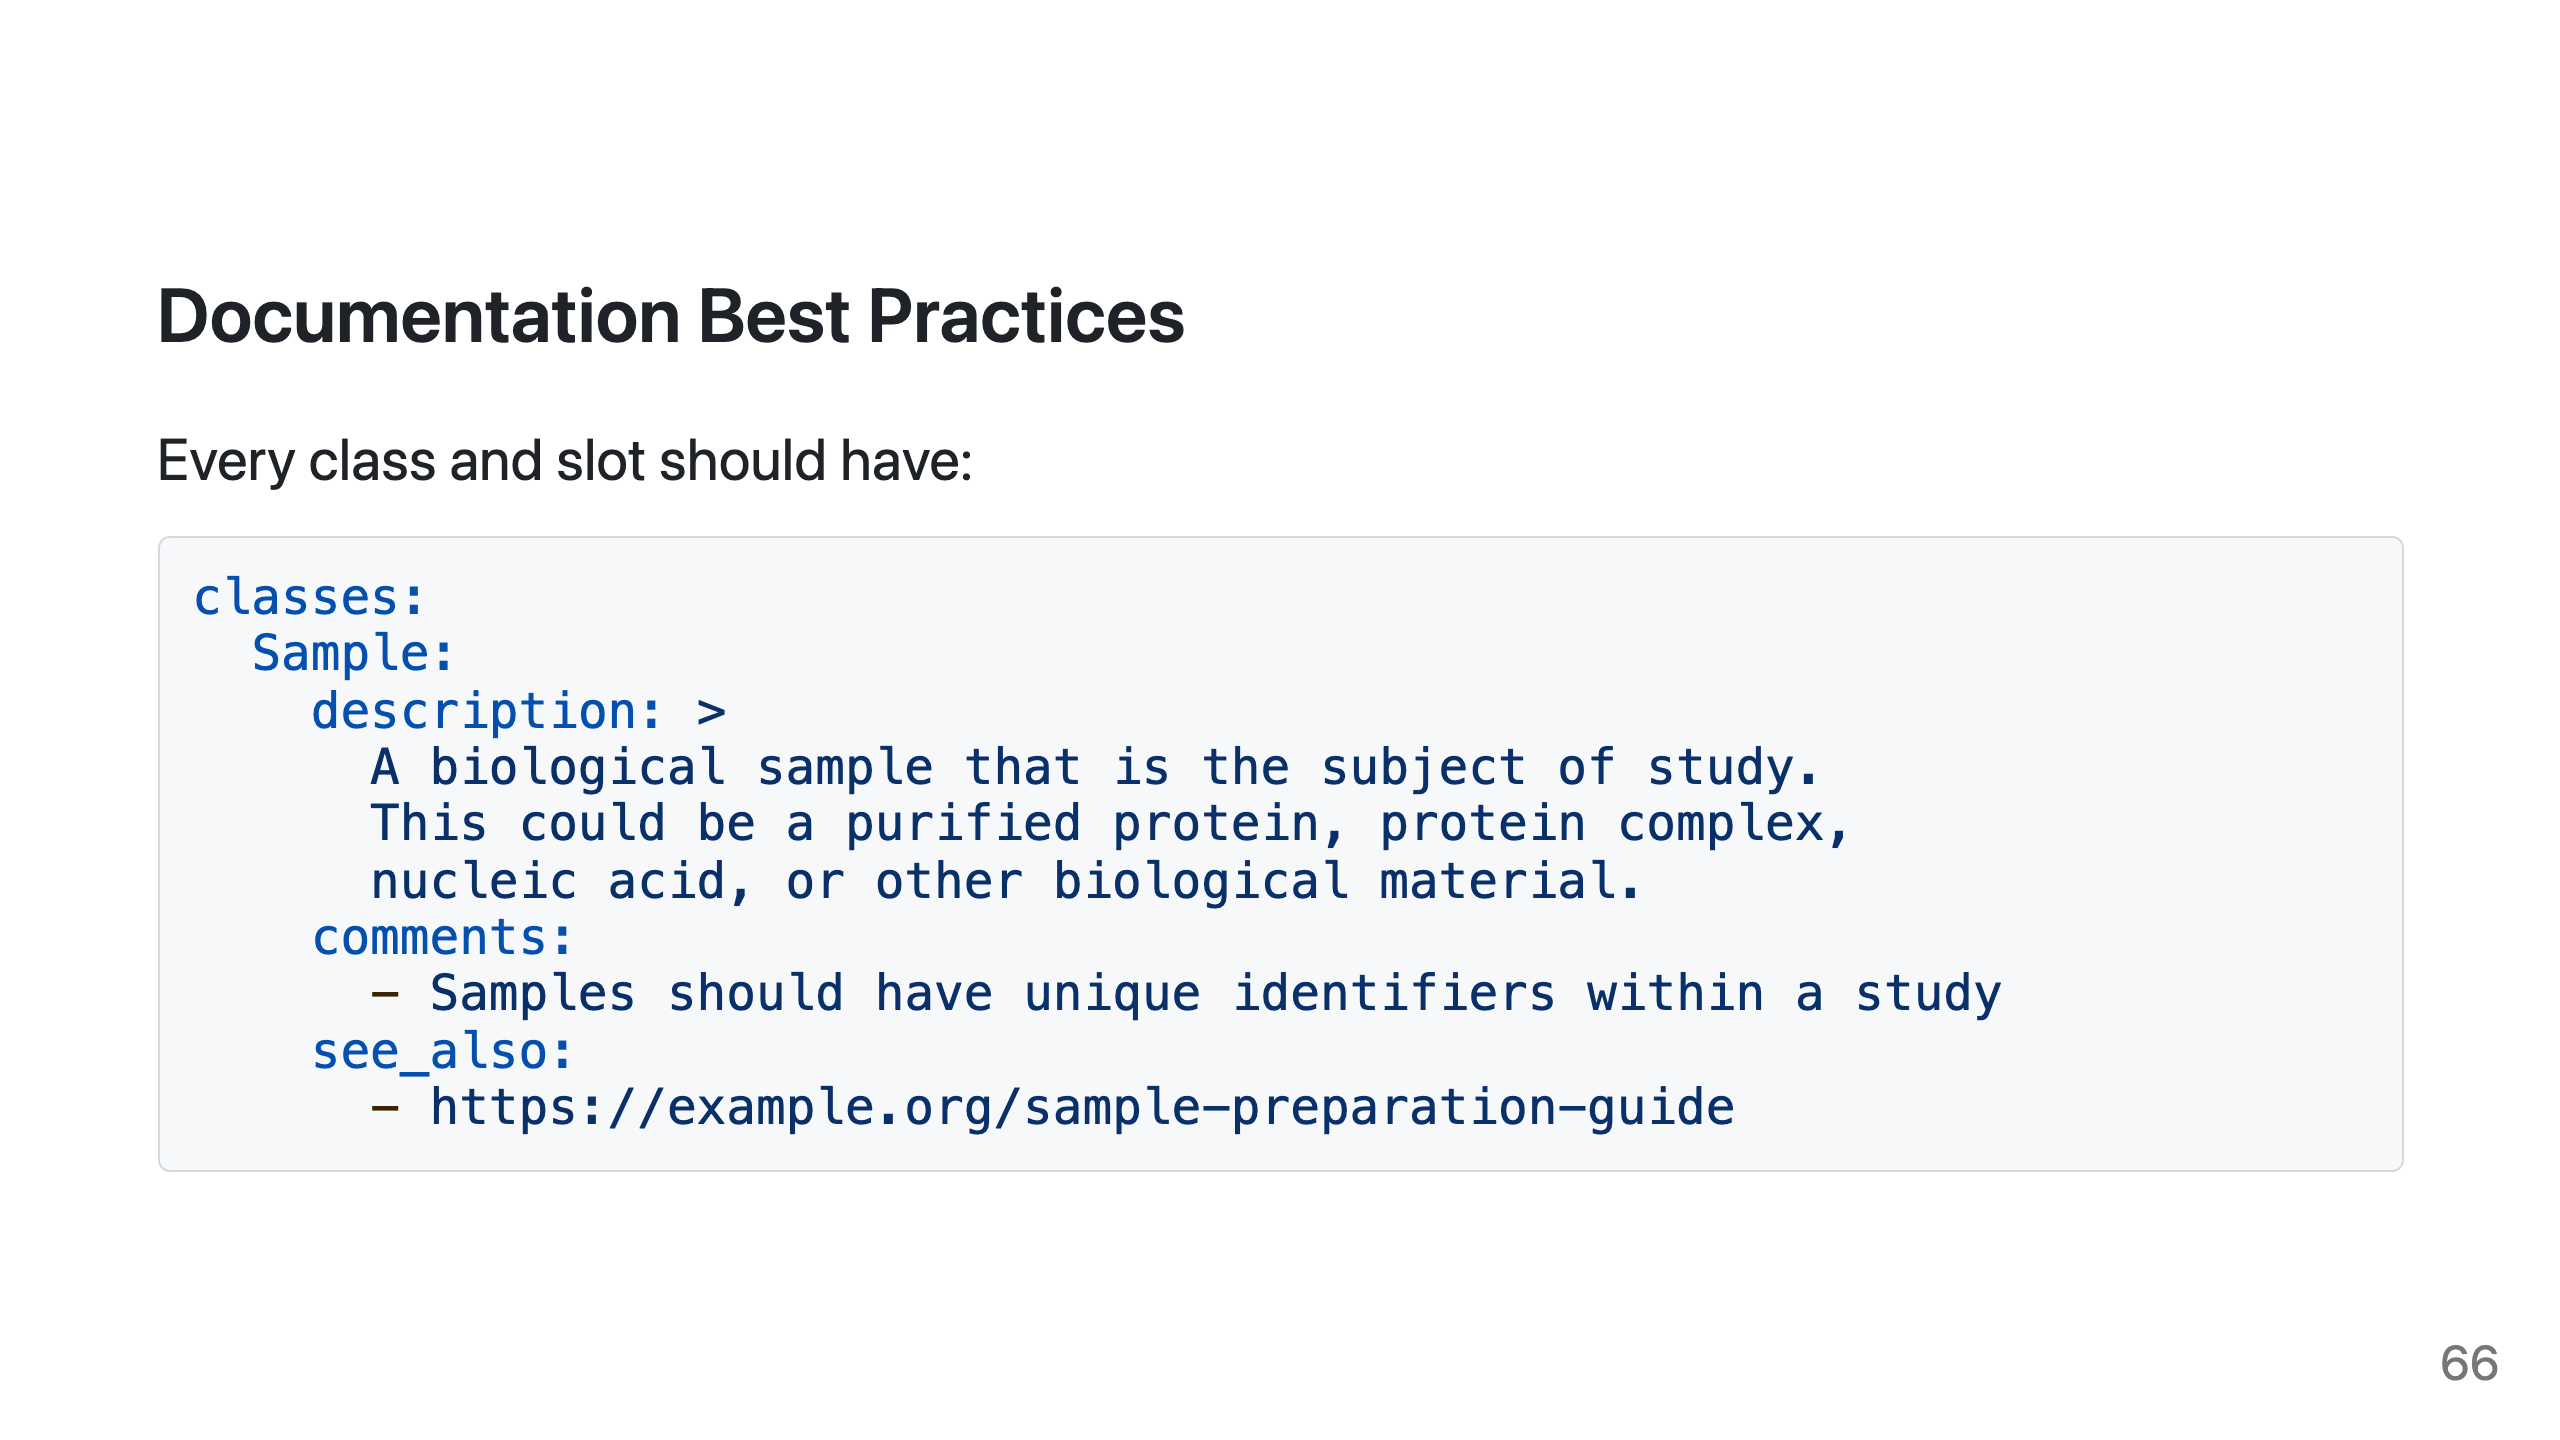 Documentation Best Practices
Every class and slot should have:
classes:
  Sample:
    description: >
      A biological sample that is the subject of study.
      This could be a purified protein, protein complex,
      nucleic acid, or other biological material.
    comments:
      - Samples should have unique identifiers within a study
    see_also:
      - https://example.org/sample-preparation-guide
66